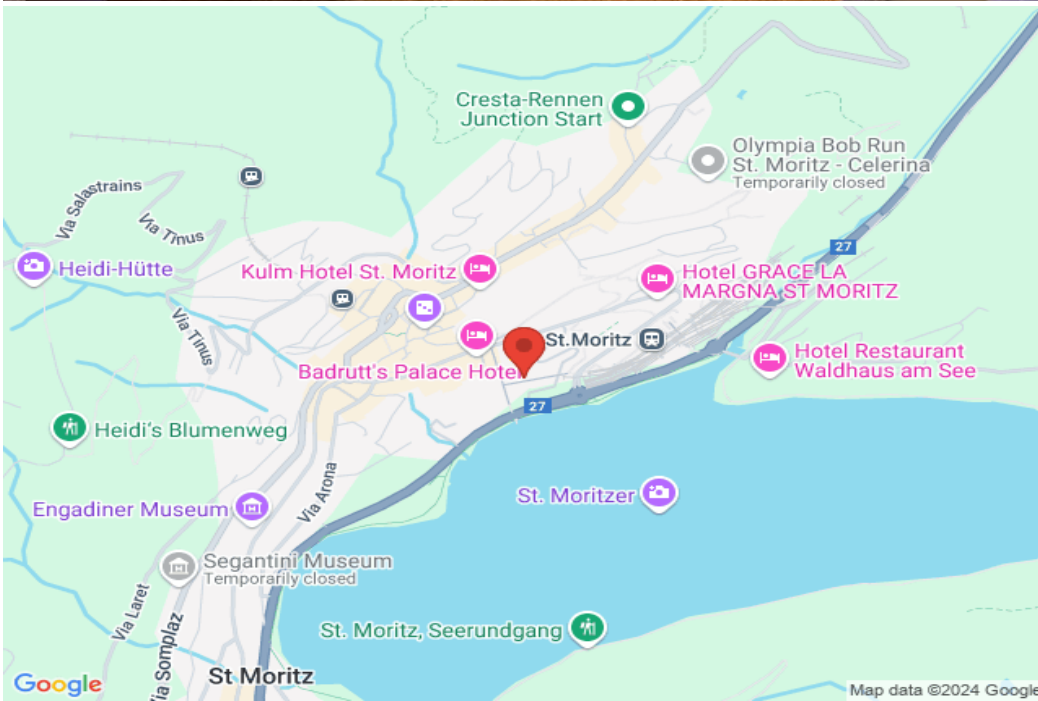 Cresta-Rennen
Junction Start
Olympia Bob Run
St. Moritz - Celerina
Temporarily closed
Via Salastrains
Via Tinus
27
Heidi-Hütte
Kulm Hotel St. Moritz
Hotel GRACE LA
MARGNA ST MORITZ
Via Tinus
St.Moritz
Hotel Restaurant
Waldhaus am See
Badrutt's Palace Hotel
27
Heidi's Blumenweg
Via Arona
St. Moritzer
Engadiner Museum
Segantini Museum
Temporarily closed
Via Laret
Via Somplaz
St. Moritz, Seerundgang
St Moritz
Google
Map data ©2024 Google